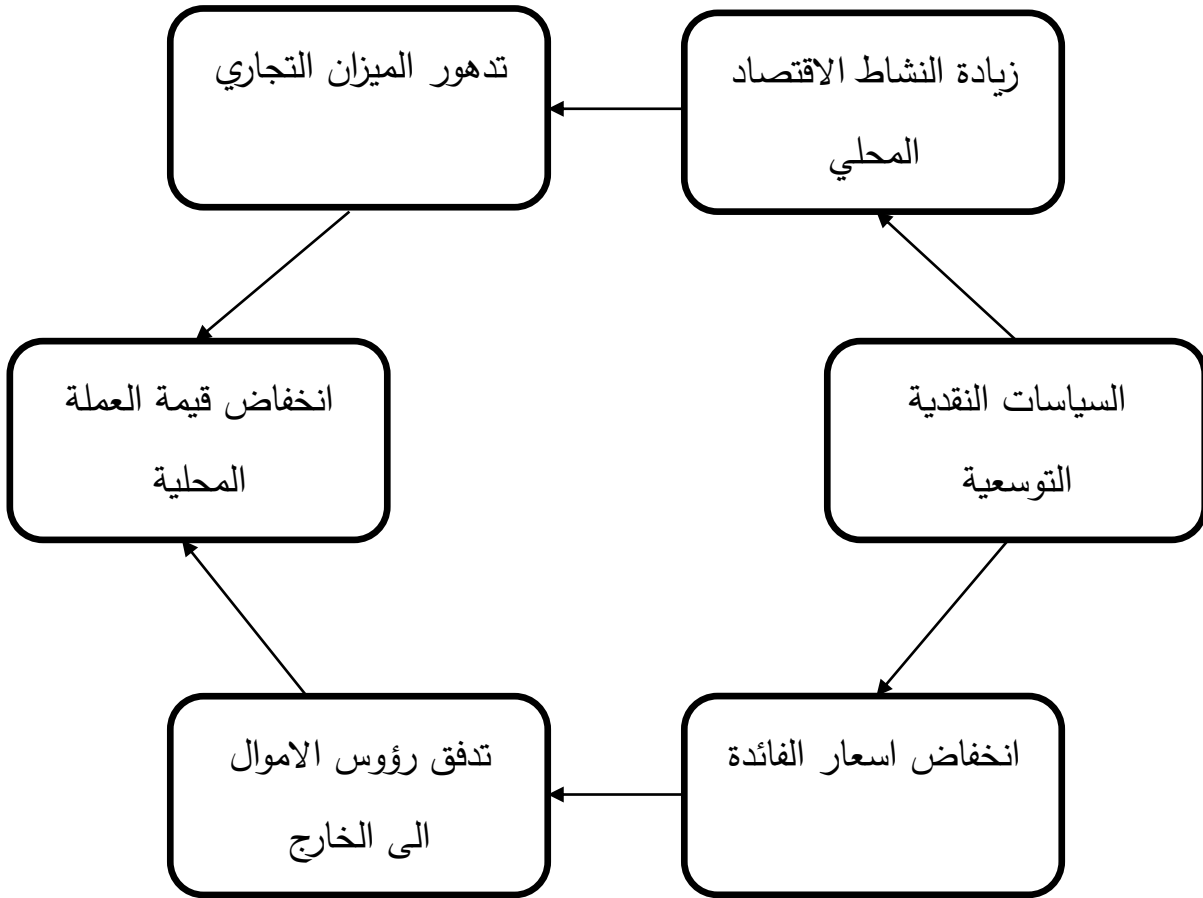 زيادة النشاط الاقتصاد
المحلي
تدهور الميزان التجاري
السياسات النقدية
التوسعية
انخفاض قيمة العملة
المحلية
انخفاض اسعار الفائدة
تدفق رؤوس الاموال
الى الخارج